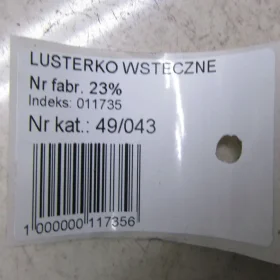 LUSTERKO WSTECZNE
Nr fabr. 23%
Indeks: 011735
Nr kat.: 49/043
1 000000 117356